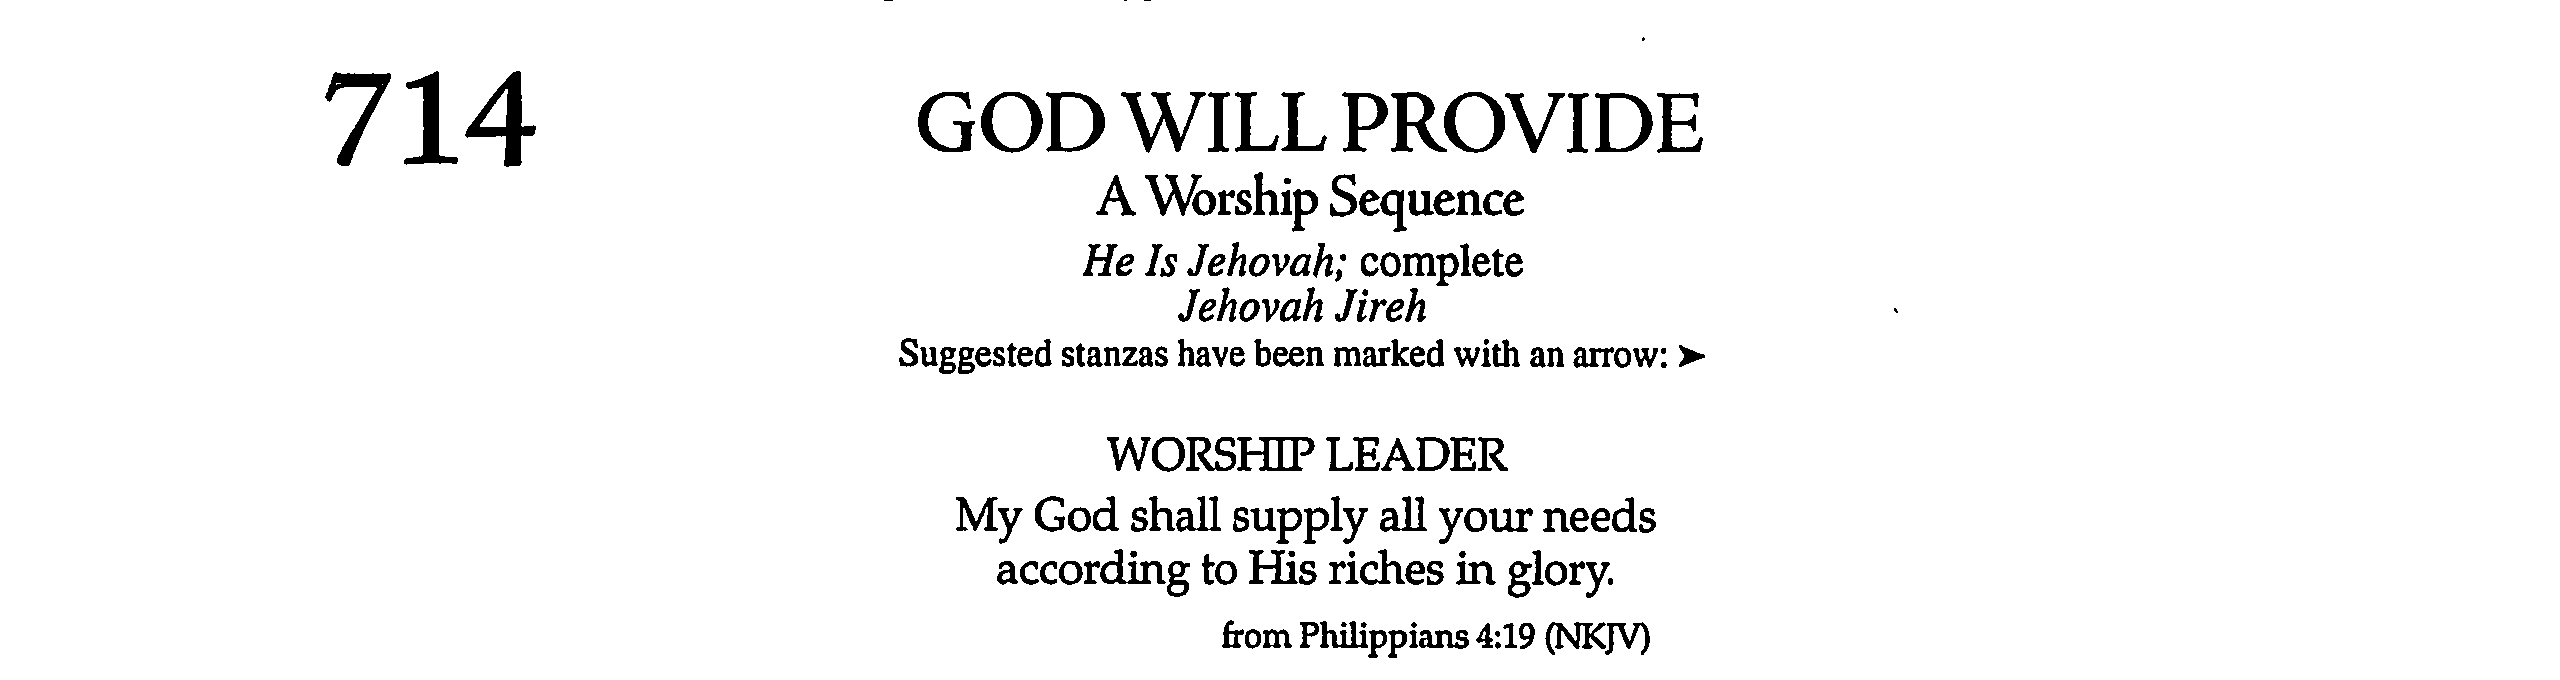 714
GOD WILL PROVIDE
A Worship Sequence
He Is Jehovah; complete
Jehovah Jireh
Suggested stanzas have been marked with an arrow: ➤
WORSHIP LEADER
My God shall supply all your needs
according to His riches in glory.
from Philippians 4:19 (NKJV)